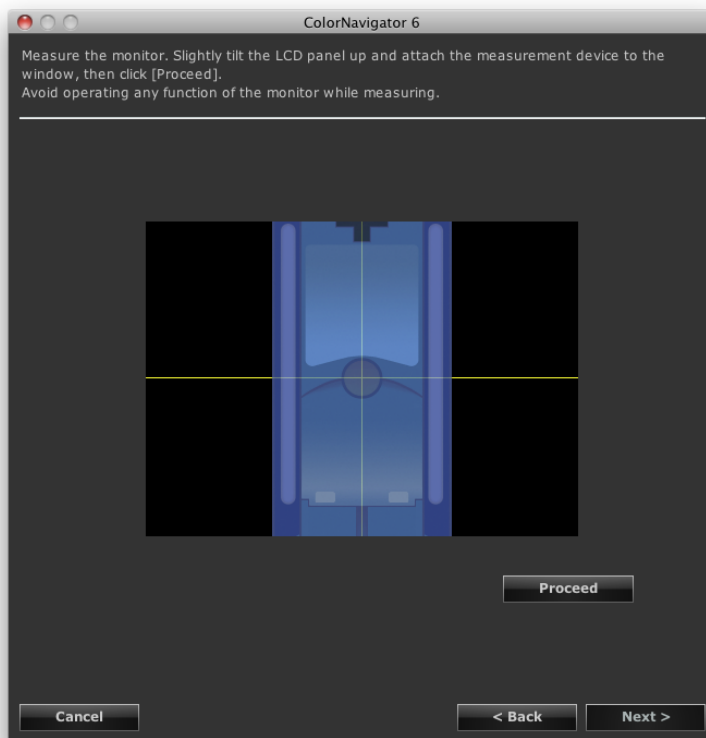 ColorNavigator 6
Measure the monitor. Slightly tilt the LCD panel up and attach the measurement device to the
window, then click [Proceed].
Avoid operating any function of the monitor while measuring.
Proceed
Cancel
< Back
Next >